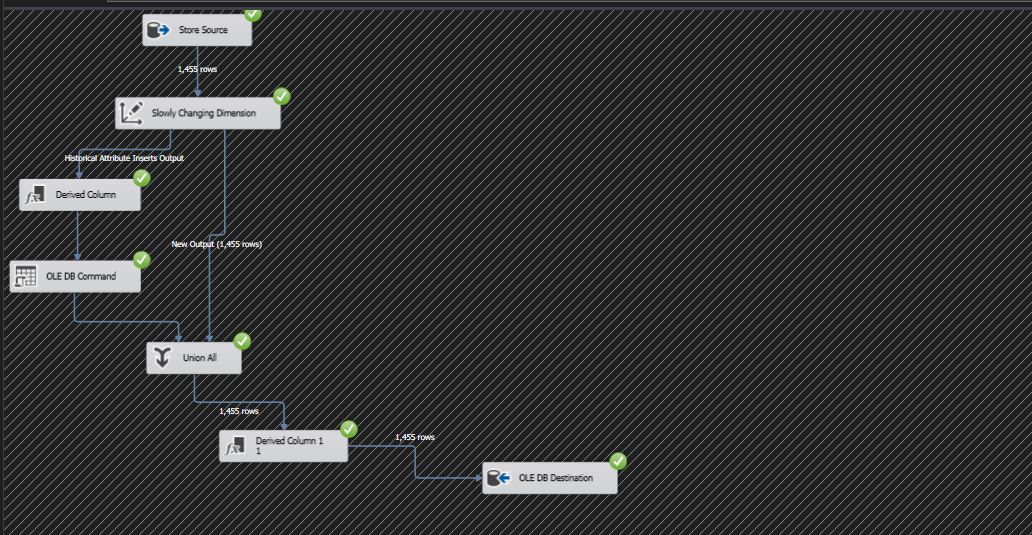 Store Source
1,455 rows
Slowly Changing Dimension
Historical Attribute Inserts Output
Derived Column
New Output (1,455 rows)
OLE DB Command
Union All
1,455 rows
Derived Column 1
1
1,455 rows
OLE DB Destination